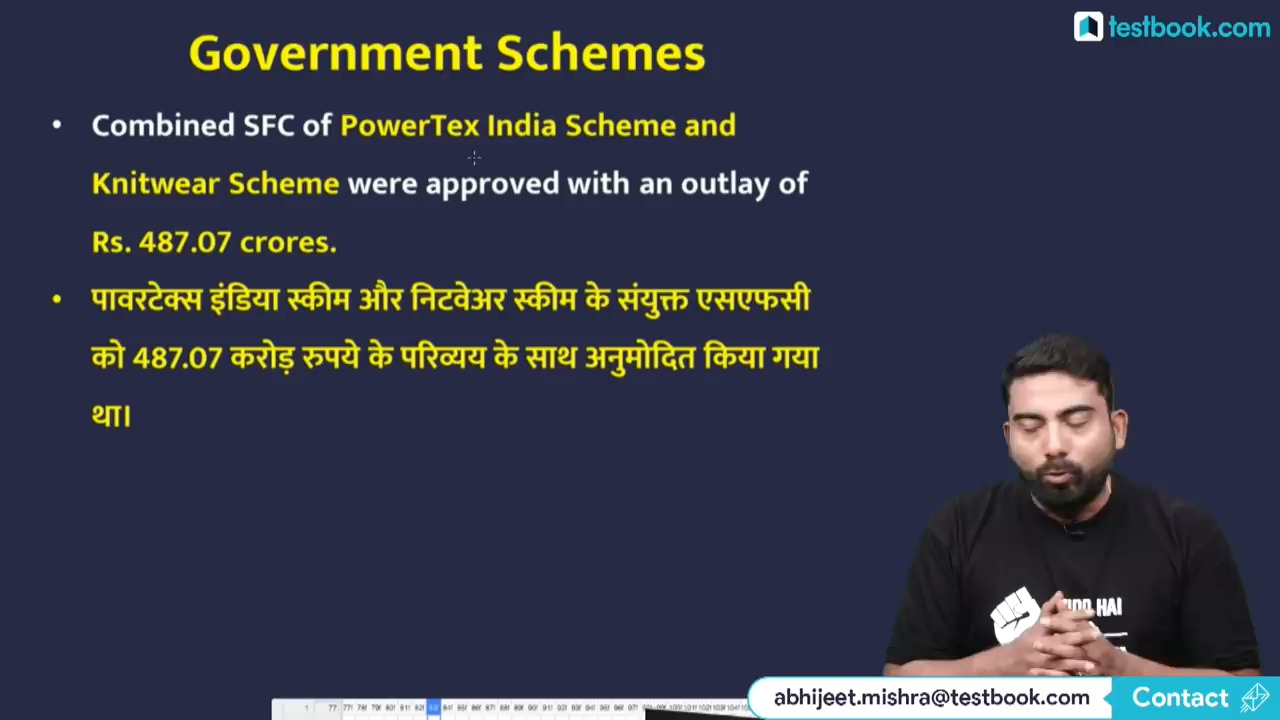 testbook.com
Government Schemes
• Combined SFC of PowerTex India Scheme and
Knitwear Scheme were approved with an outlay of
Rs. 487.07 crores.
• पावरटेक्स इंडिया स्कीम और निटवेअर स्कीम के संयुक्त एसएफसी
को 487.07 करोड़ रुपये के परिव्यय के साथ अनुमोदित किया गया
था।
HAI
abhijeet.mishra@testbook.com
Contact